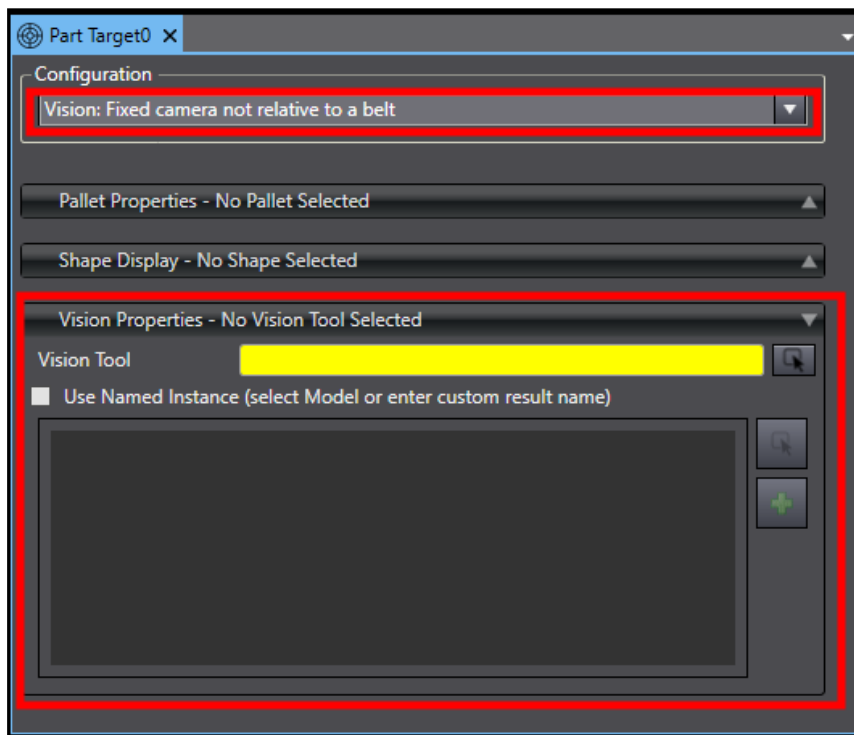 Part Target0
Configuration
Vision: Fixed camera not relative to a belt
Pallet Properties - No Pallet Selected
Shape Display - No Shape Selected
Vision Properties - No Vision Tool Selected
Vision Tool
Use Named Instance (select Model or enter custom result name)